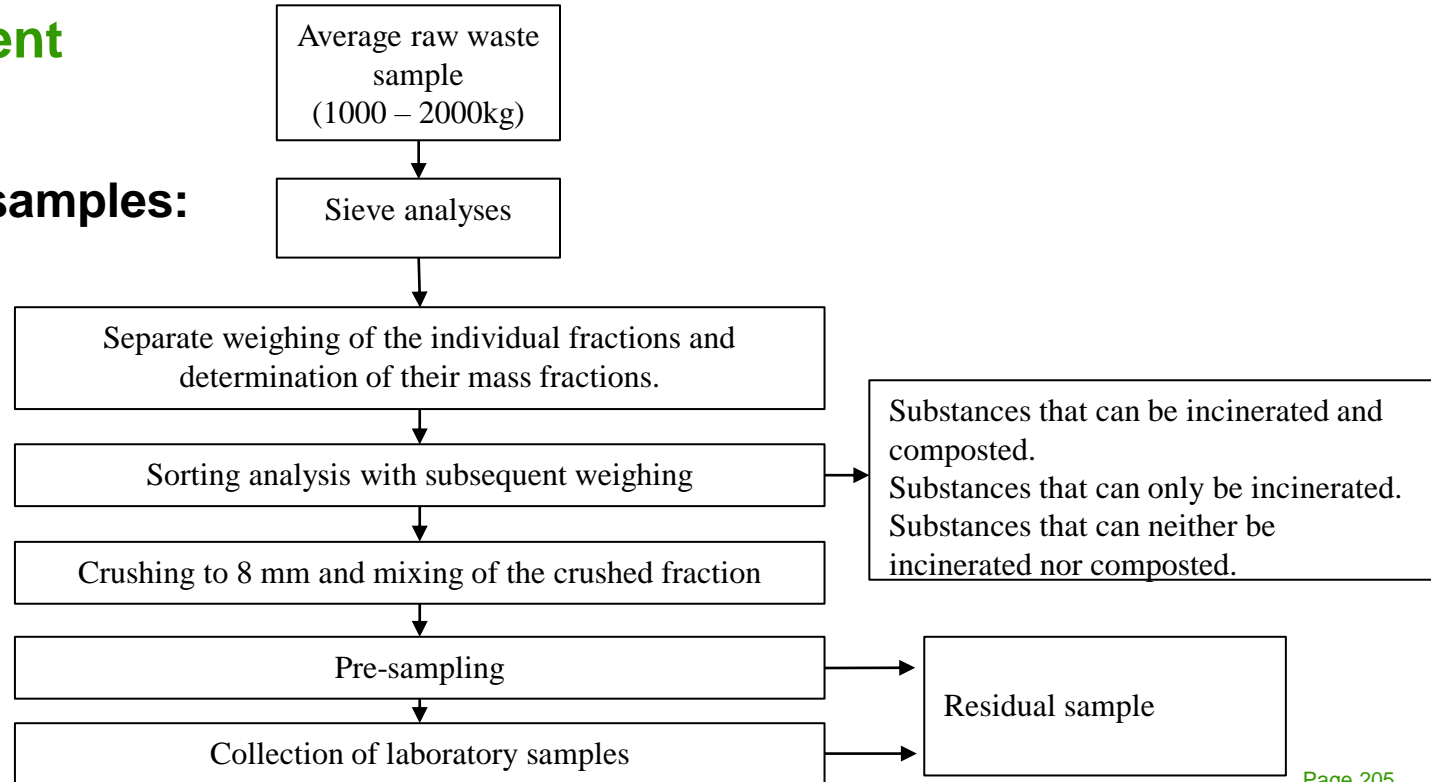 ent
Average raw waste
sample
(1000 – 2000kg)
samples:
Sieve analyses
Separate weighing of the individual fractions and
determination of their mass fractions.
Sorting analysis with subsequent weighing
Substances that can be incinerated and
composted.
Substances that can only be incinerated.
Substances that can neither be
incinerated nor composted.
Crushing to 8 mm and mixing of the crushed fraction
Pre-sampling
Residual sample
Collection of laboratory samples
Page 205